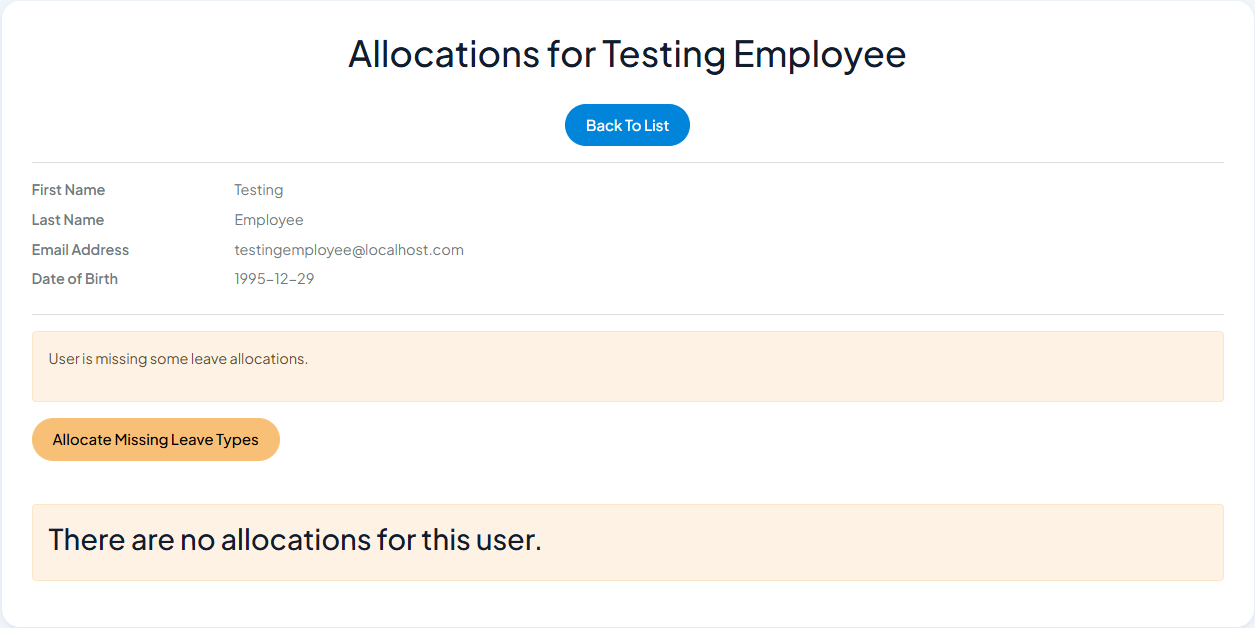 Allocations for Testing Employee
Back To List
First Name Testing
Last Name Employee
Email Address testingemployee@localhost.com
Date of Birth 1995-12-29
User is missing some leave allocations.
Allocate Missing Leave Types
There are no allocations for this user.